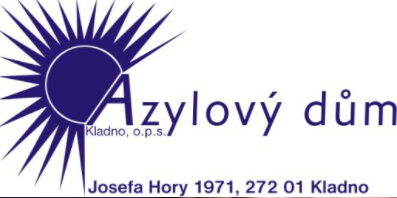 Azylový dům
Kladno, o.p.s.
Josefa Hory 1971, 272 01 Kladno